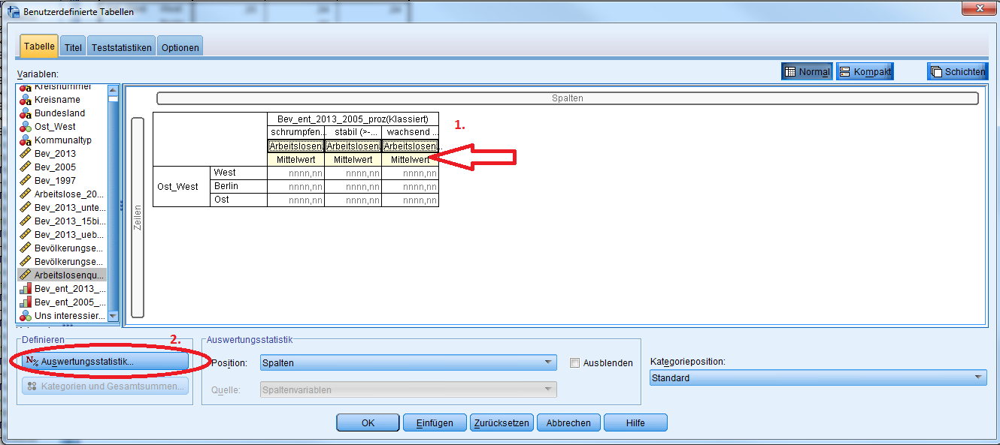 Benutzerdefinierte Tabellen
Tabelle Titel Teststatistiken Optionen
Variablen:
Normal Kompakt Schichten
Kreisnummer
Kreisname
Bundesland
Ost_West
Kommunaltyp
Bev_2013
Bev_2005
Bev_1997
Arbeitslose_20...
Bev_2013_unte...
Bev_2013_15bi...
Bev_2013_ueb...
Bevölkerungse...
Bevölkerungse...
Arbeitslosenqu...
Bev_ent_2013_...
Bev_ent_2005_...
Uns interessier...
Spalten
Zeilen
Bev_ent_2013_2005_proz(Klassiert)
schrumpfen... stabil (>-... wachsend ...
Arbeitslosen... Arbeitslosen... Arbeitslosen...
Mittelwert Mittelwert Mittelwert
Ost_West
West nnnn,nn nnnn,nn nnnn,nn
Berlin nnnn,nn nnnn,nn nnnn,nn
Ost nnnn,nn nnnn,nn nnnn,nn
1.
Definieren
2.
N% Auswertungsstatistik...
Kategorien und Gesamtsummen...
Auswertungsstatistik
Position: Spalten Ausblenden
Quelle: Spaltenvariablen
Kategorieposition:
Standard
OK Einfügen Zurücksetzen Abbrechen Hilfe